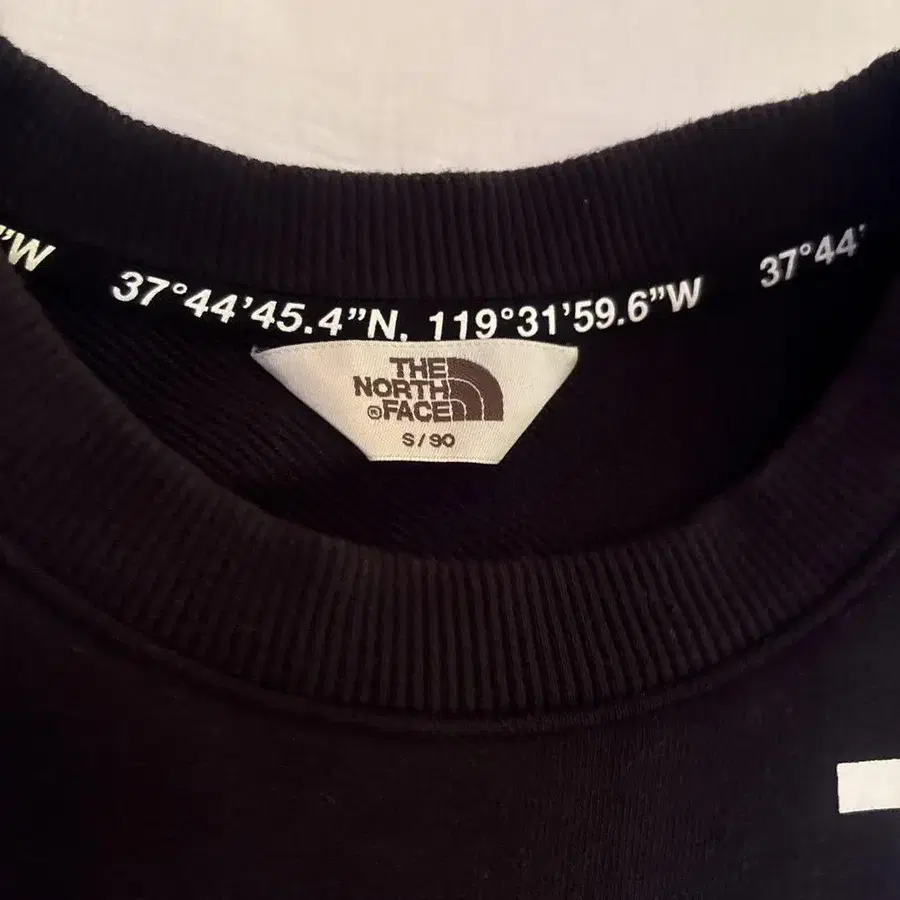 "W 37°44'45.4"N, 119°31'59.6"W 37°44'
THE
NORTH
®FACE
S/90